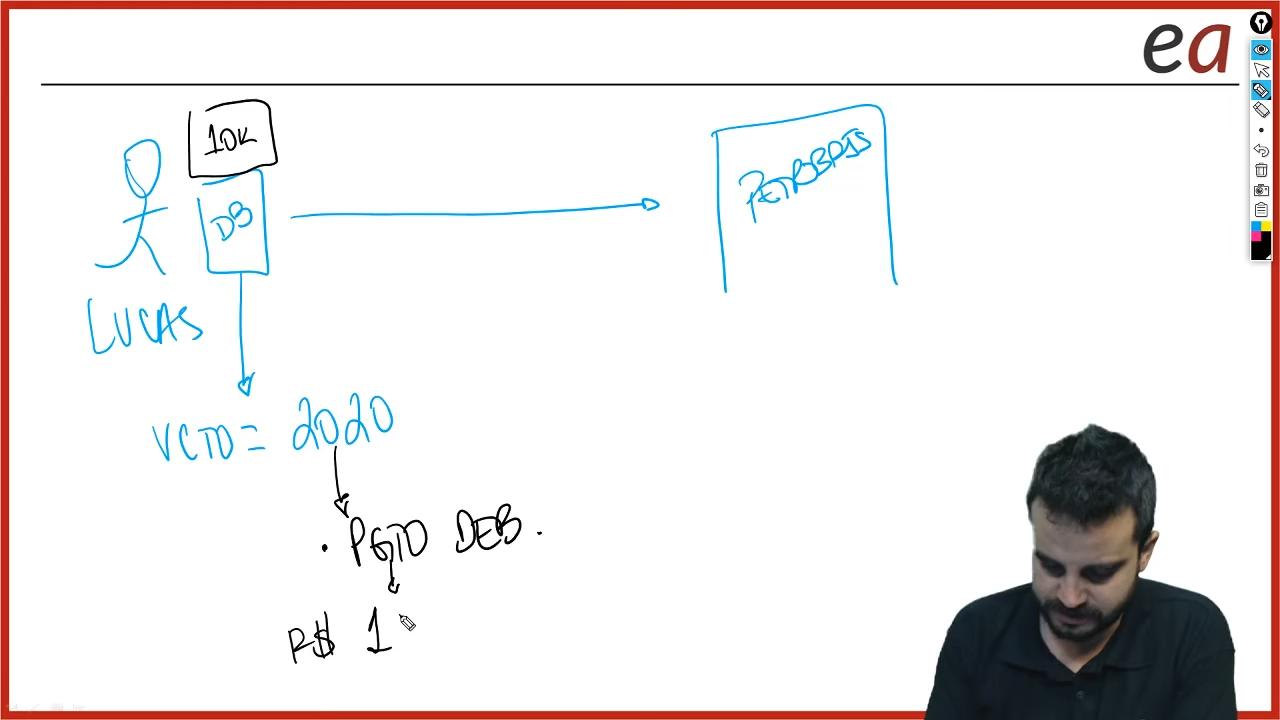 ea
10K
DB
PETROBRAS
LUCAS
VCTO = 2020
• PGTO DEB.
R$ 1